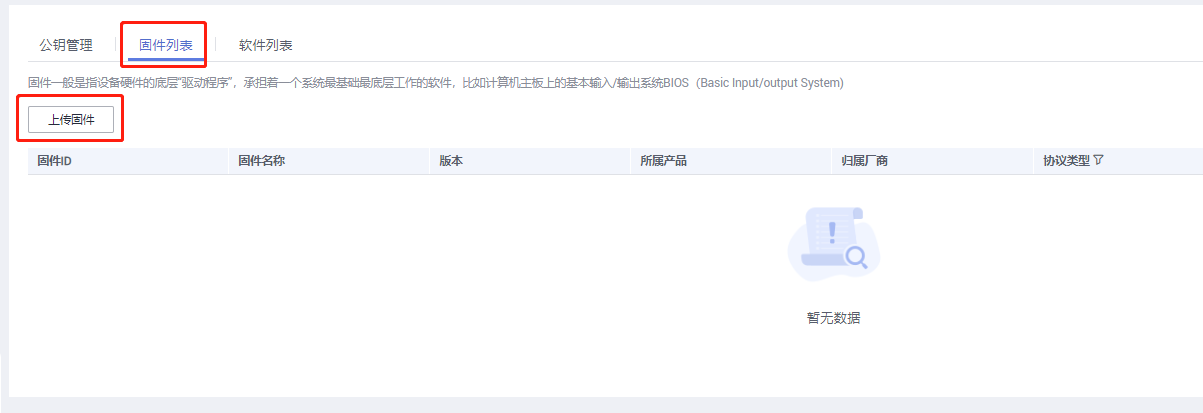 公钥管理 固件列表 软件列表
固件一般是指设备硬件的底层“驱动程序”，承担着一个系统最基础最底层工作的软件，比如计算机主板上的基本输入/输出系统BIOS（Basic Input/output System)
上传固件
固件ID 固件名称 版本 所属产品 归属厂商 协议类型
暂无数据